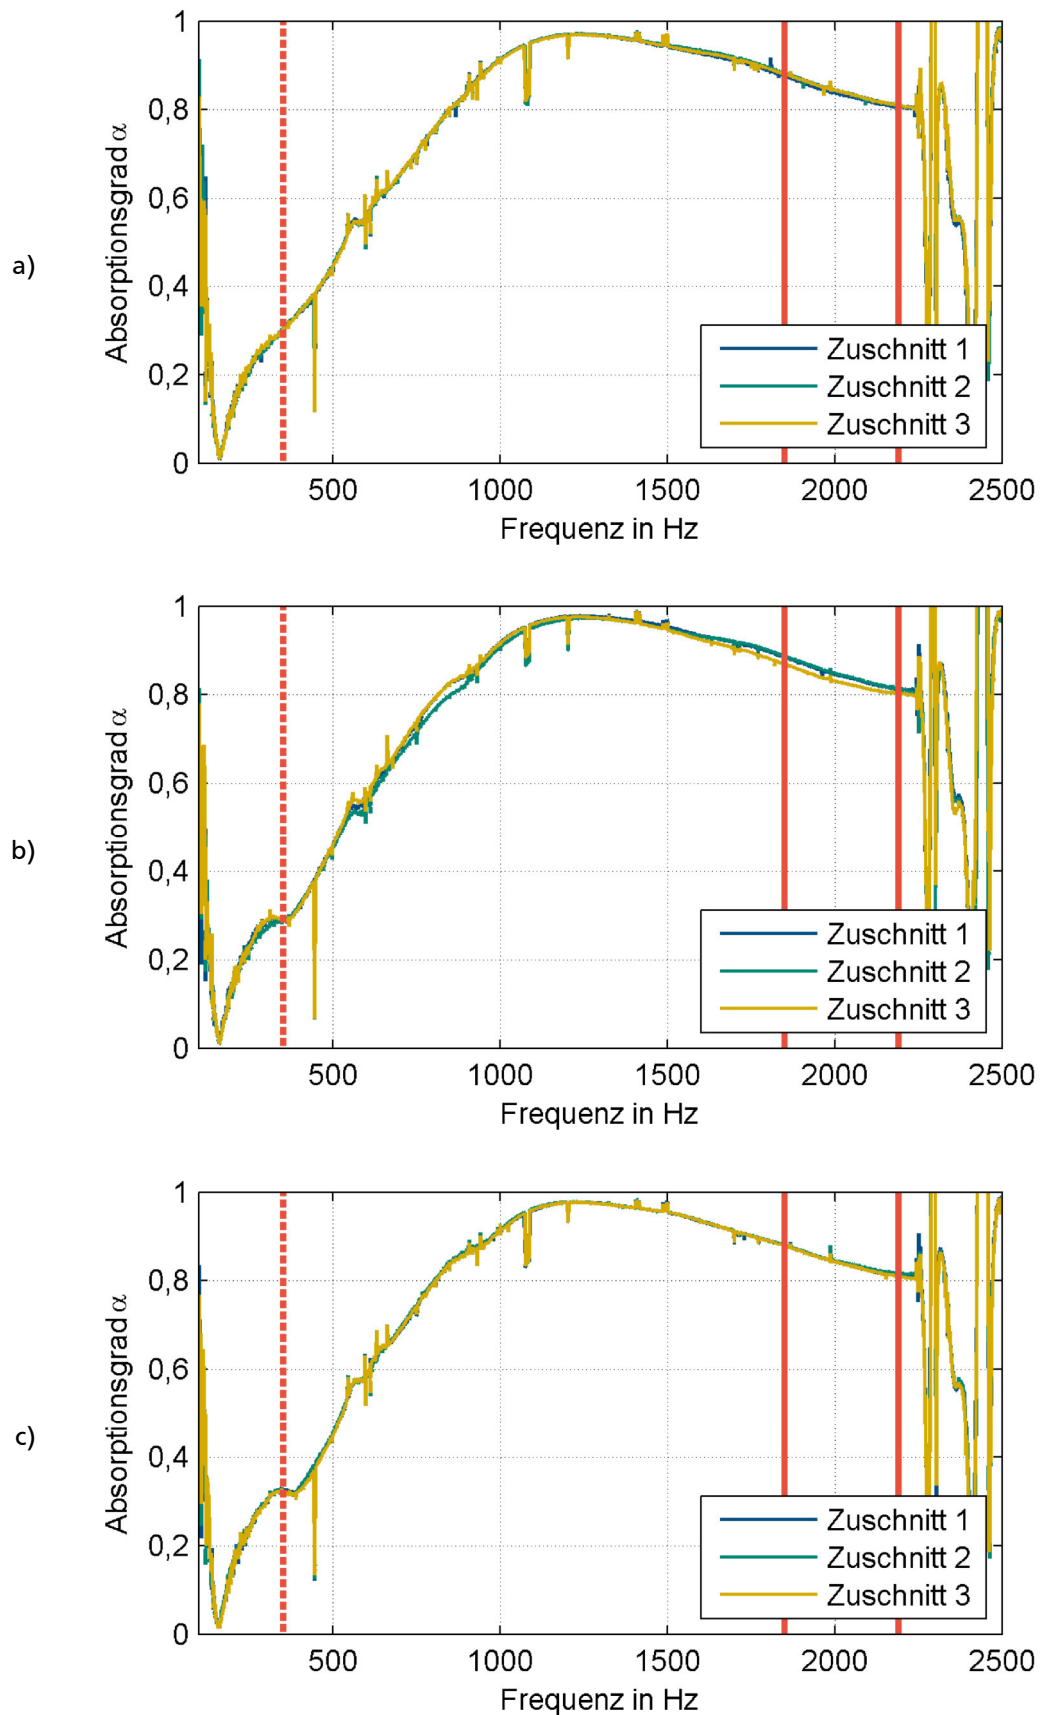 a)
Absorptionsgrad α
1
0,8
0,6
0,4
0,2
0
500
1000
1500
2000
2500
Frequenz in Hz
Zuschnitt 1
Zuschnitt 2
Zuschnitt 3
b)
Absorptionsgrad α
1
0,8
0,6
0,4
0,2
0
500
1000
1500
2000
2500
Frequenz in Hz
Zuschnitt 1
Zuschnitt 2
Zuschnitt 3
c)
Absorptionsgrad α
1
0,8
0,6
0,4
0,2
0
500
1000
1500
2000
2500
Frequenz in Hz
Zuschnitt 1
Zuschnitt 2
Zuschnitt 3